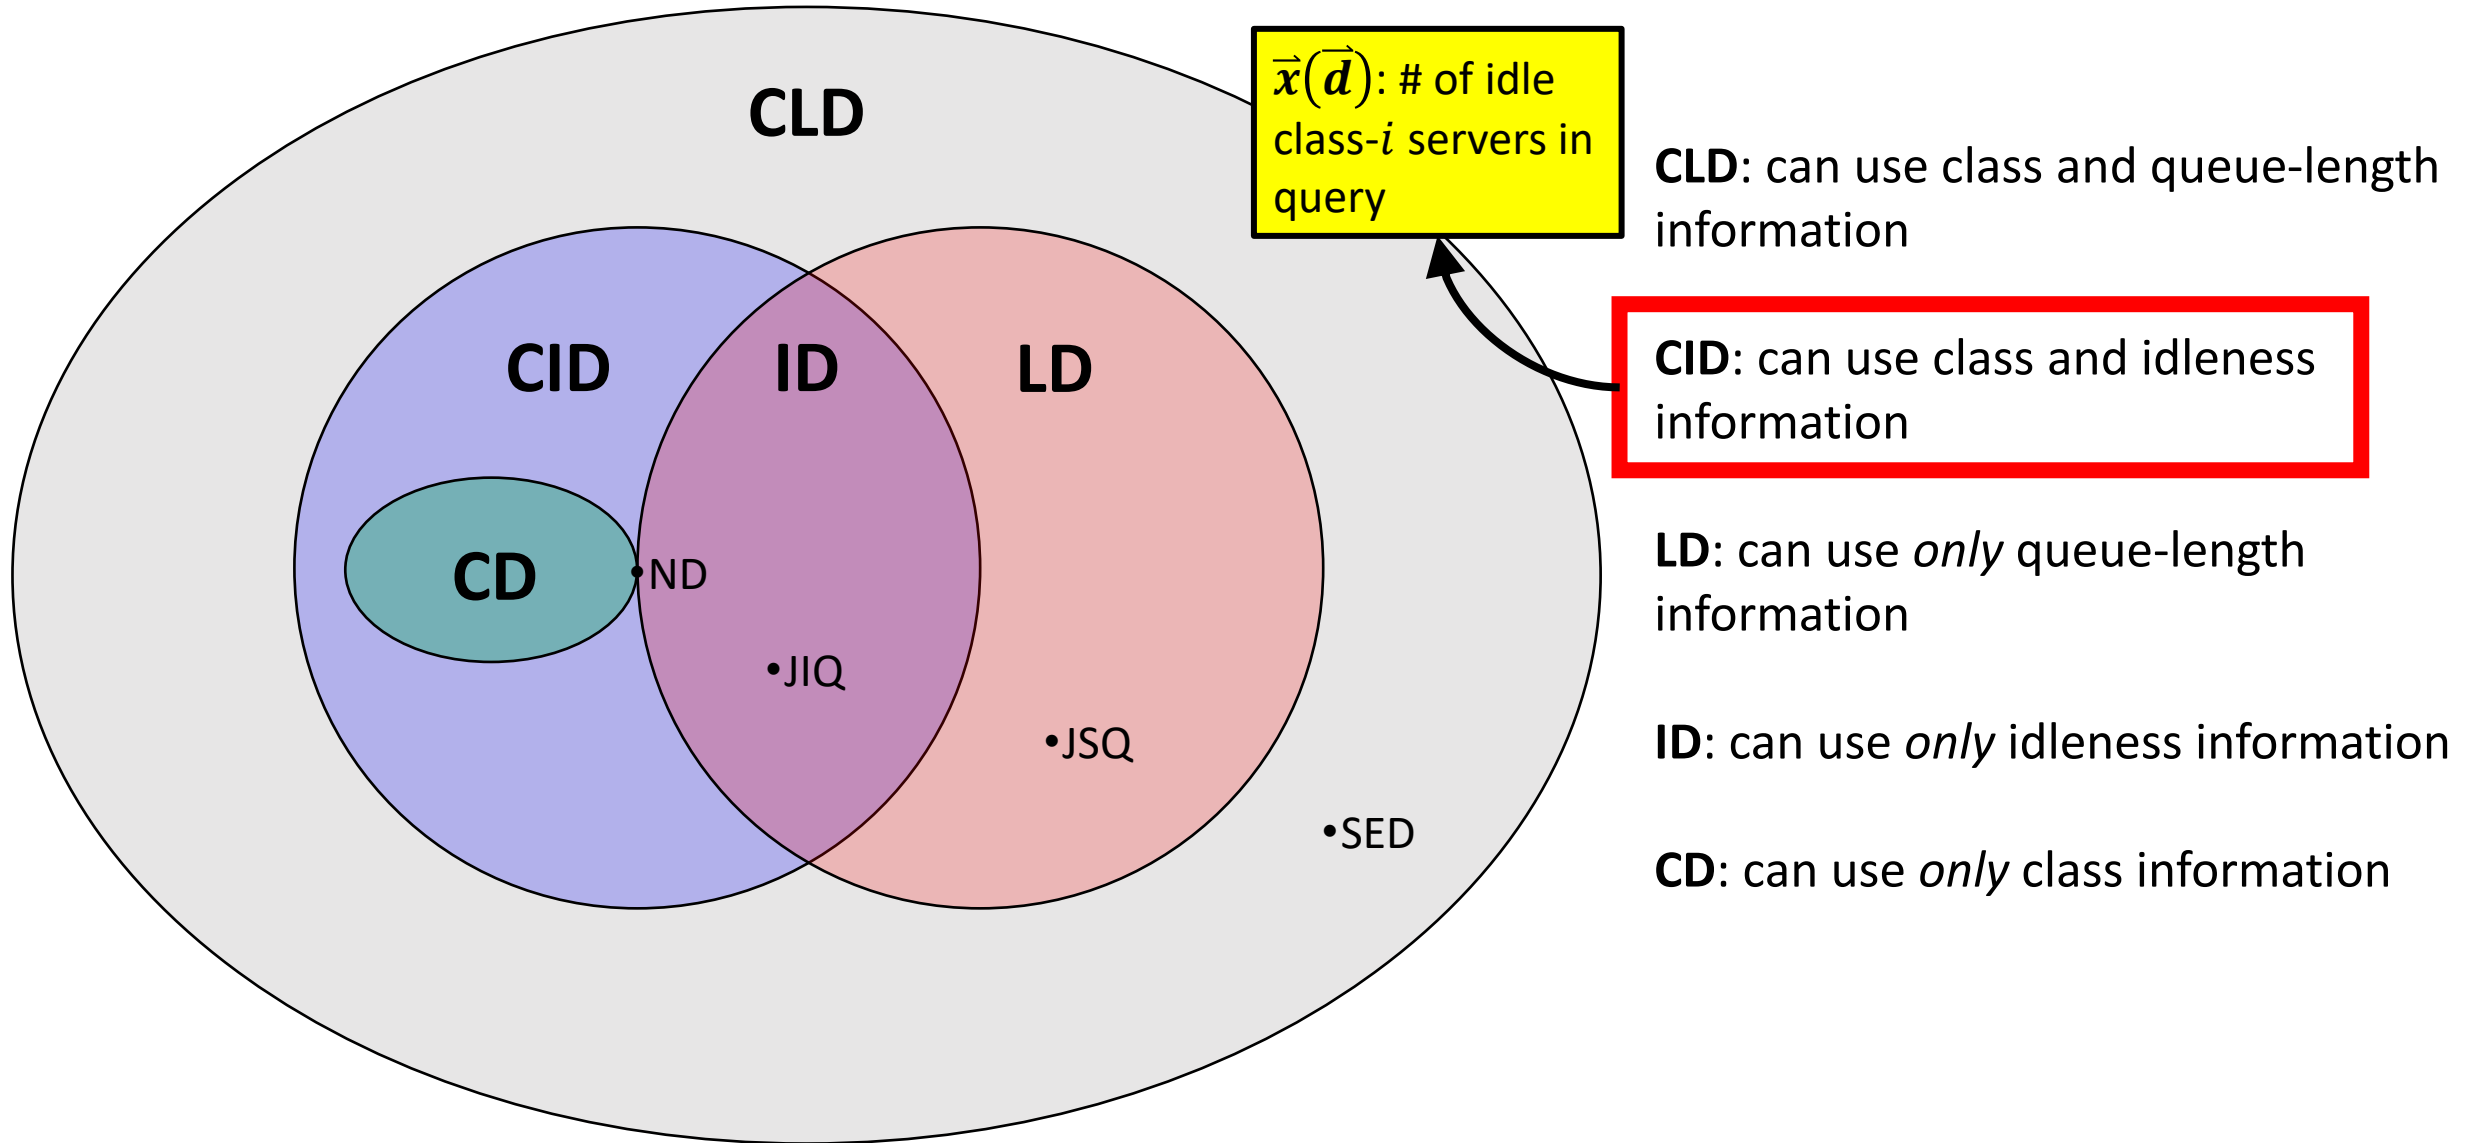 CLD
x⃗(d⃗): # of idle
class-i servers in
query
CID
ID
LD
CD
•ND
•JIQ
•JSQ
•SED
CLD: can use class and queue-length
information
CID: can use class and idleness
information
LD: can use only queue-length
information
ID: can use only idleness information
CD: can use only class information